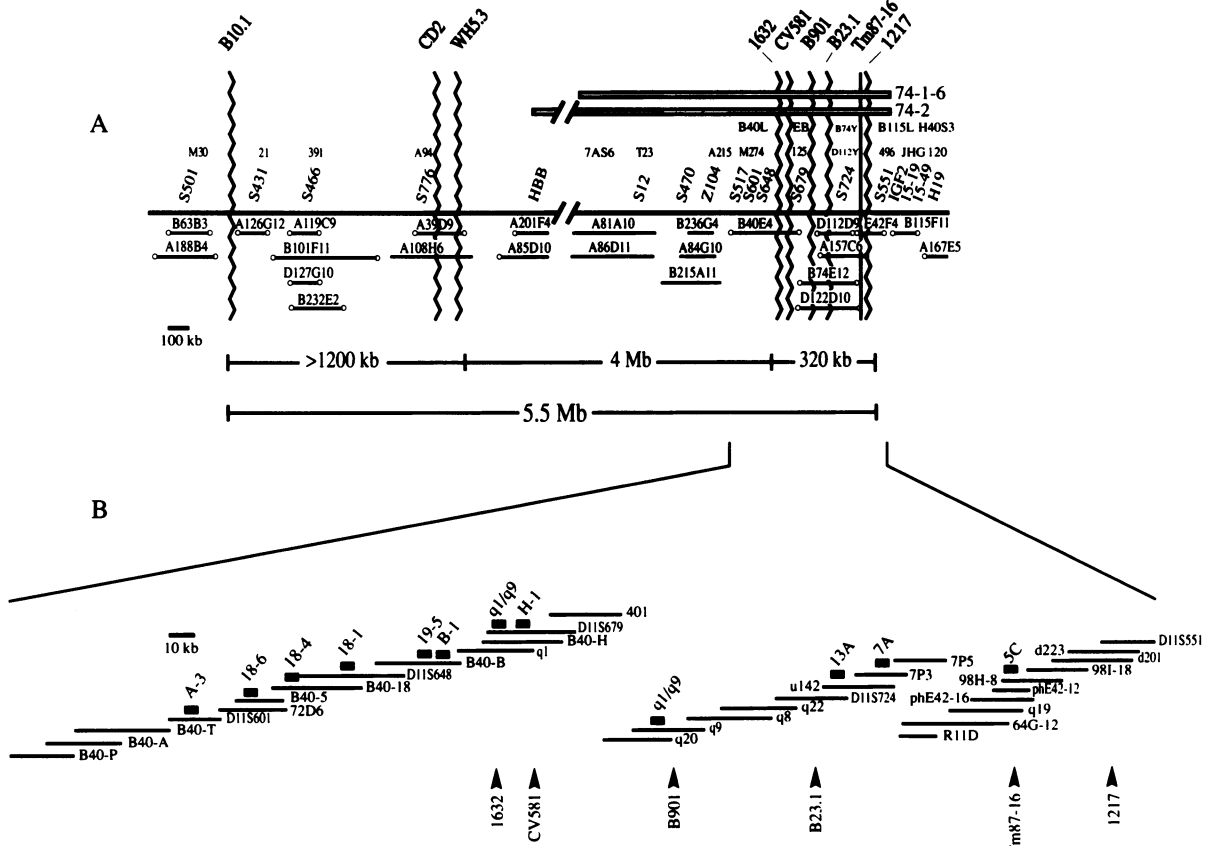 B10.1 CD2 WH5.3 1632 CV581 B901 B23.1 Tm87-16 1217
74-1-6
74-2
A
B40L EB B74Y B115L H40S3
M30 21 391 A94 7AS6 T23 A215 M274 125 D112Y 496 JHG120
S501 S431 S466 S776 HBB S12 S470 Z104 S517 S601 S648 S679 S724 S551 IGF2 I5-19 I5-49 H19
B63B3 A126G12 A119C9 A39D9 A201F4 A81A10 B236G4 B40E4 D112D9 E42F4 B115F11
A188B4 B101F11 A108H6 A85D10 A86D11 A84G10 A157C6 A167E5
D127G10 B215A11 B74E12
B232E2 D122D10
100 kb
>1200 kb 4 Mb 320 kb
5.5 Mb
B
10 kb
q1/q9 H-1 401
D11S679
19-5 B-1 B40-H
18-1 B40-B q1
18-4 D11S648
18-6 B40-18
A-3 B40-5
D11S601 72D6
B40-T
B40-A
B40-P
5C D11S551
13A 7A 7P5 d223 d201
u142 7P3 98H-8 98I-18
q1/q9 D11S724 phE42-16 phE42-12
q22 q19
q8 64G-12
q9 R11D
q20
1632 CV581 B901 B23.1 Tm87-16 1217